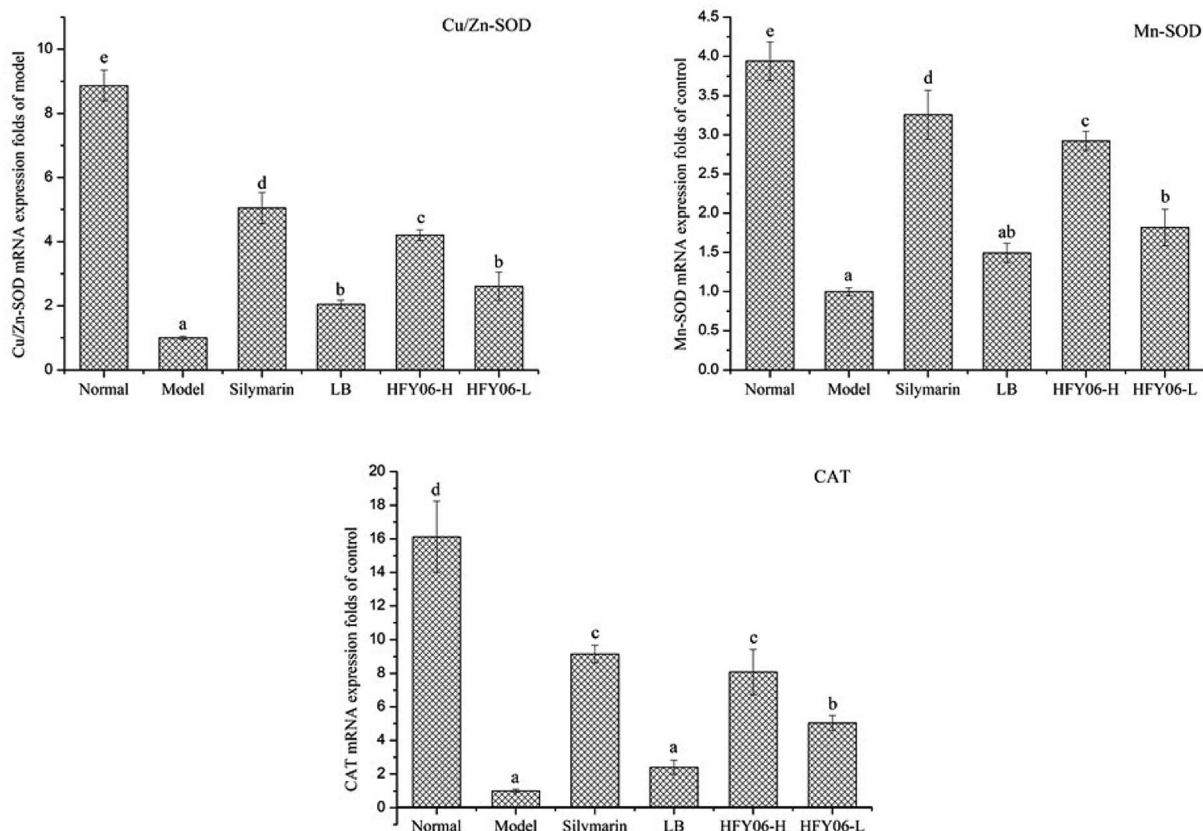 Cu/Zn-SOD
Cu/Zn-SOD mRNA expression folds of model
10
8
6
4
2
0
e
a
d
b
c
b
Normal Model Silymarin LB HFY06-H HFY06-L
Mn-SOD
Mn-SOD mRNA expression folds of control
4.5
4.0
3.5
3.0
2.5
2.0
1.5
1.0
0.5
0.0
e
a
d
ab
c
b
Normal Model Silymarin LB HFY06-H HFY06-L
CAT
CAT mRNA expression folds of control
20
18
16
14
12
10
8
6
4
2
0
d
a
c
a
c
b
Normal Model Silymarin LB HFY06-H HFY06-L